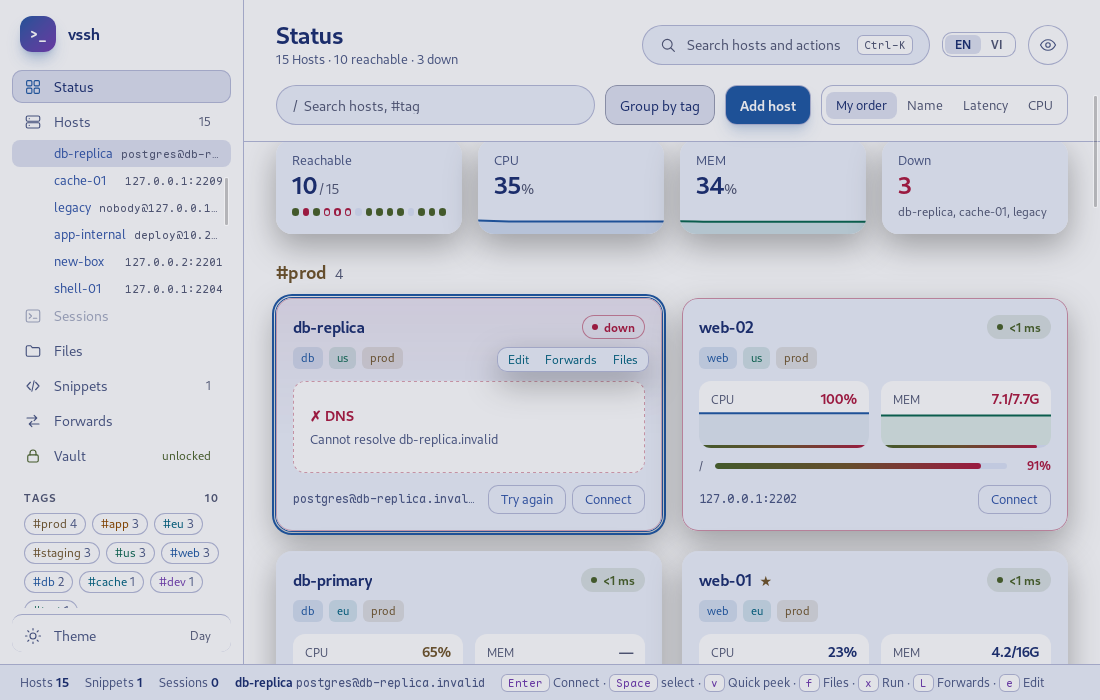 >_ vssh
Status
Hosts 15
db-replica postgres@db-r…
cache-01 127.0.0.1:2209
legacy nobody@127.0.0.1…
app-internal deploy@10.2…
new-box 127.0.0.2:2201
shell-01 127.0.0.1:2204
Sessions
Files
Snippets 1
Forwards
Vault unlocked
TAGS 10
#prod 4 #app 3 #eu 3
#staging 3 #us 3 #web 3
#db 2 #cache 1 #dev 1
Theme Day
Status
15 Hosts · 10 reachable · 3 down
Search hosts and actions Ctrl-K
EN VI
/ Search hosts, #tag
Group by tag
Add host
My order Name Latency CPU
Reachable
10 / 15
CPU
35%
MEM
34%
Down
3
db-replica, cache-01, legacy
#prod 4
db-replica down
db us prod
Edit Forwards Files
✗ DNS
Cannot resolve db-replica.invalid
postgres@db-replica.inval… Try again Connect
web-02 <1 ms
web us prod
CPU 100% MEM 7.1/7.7G
/ 91%
127.0.0.1:2202 Connect
db-primary <1 ms
db eu prod
CPU 65% MEM —
web-01 ★ <1 ms
web eu prod
CPU 23% MEM 4.2/16G
Hosts 15 Snippets 1 Sessions 0 db-replica postgres@db-replica.invalid Enter Connect · Space select · v Quick peek · f Files · x Run · L Forwards · e Edit